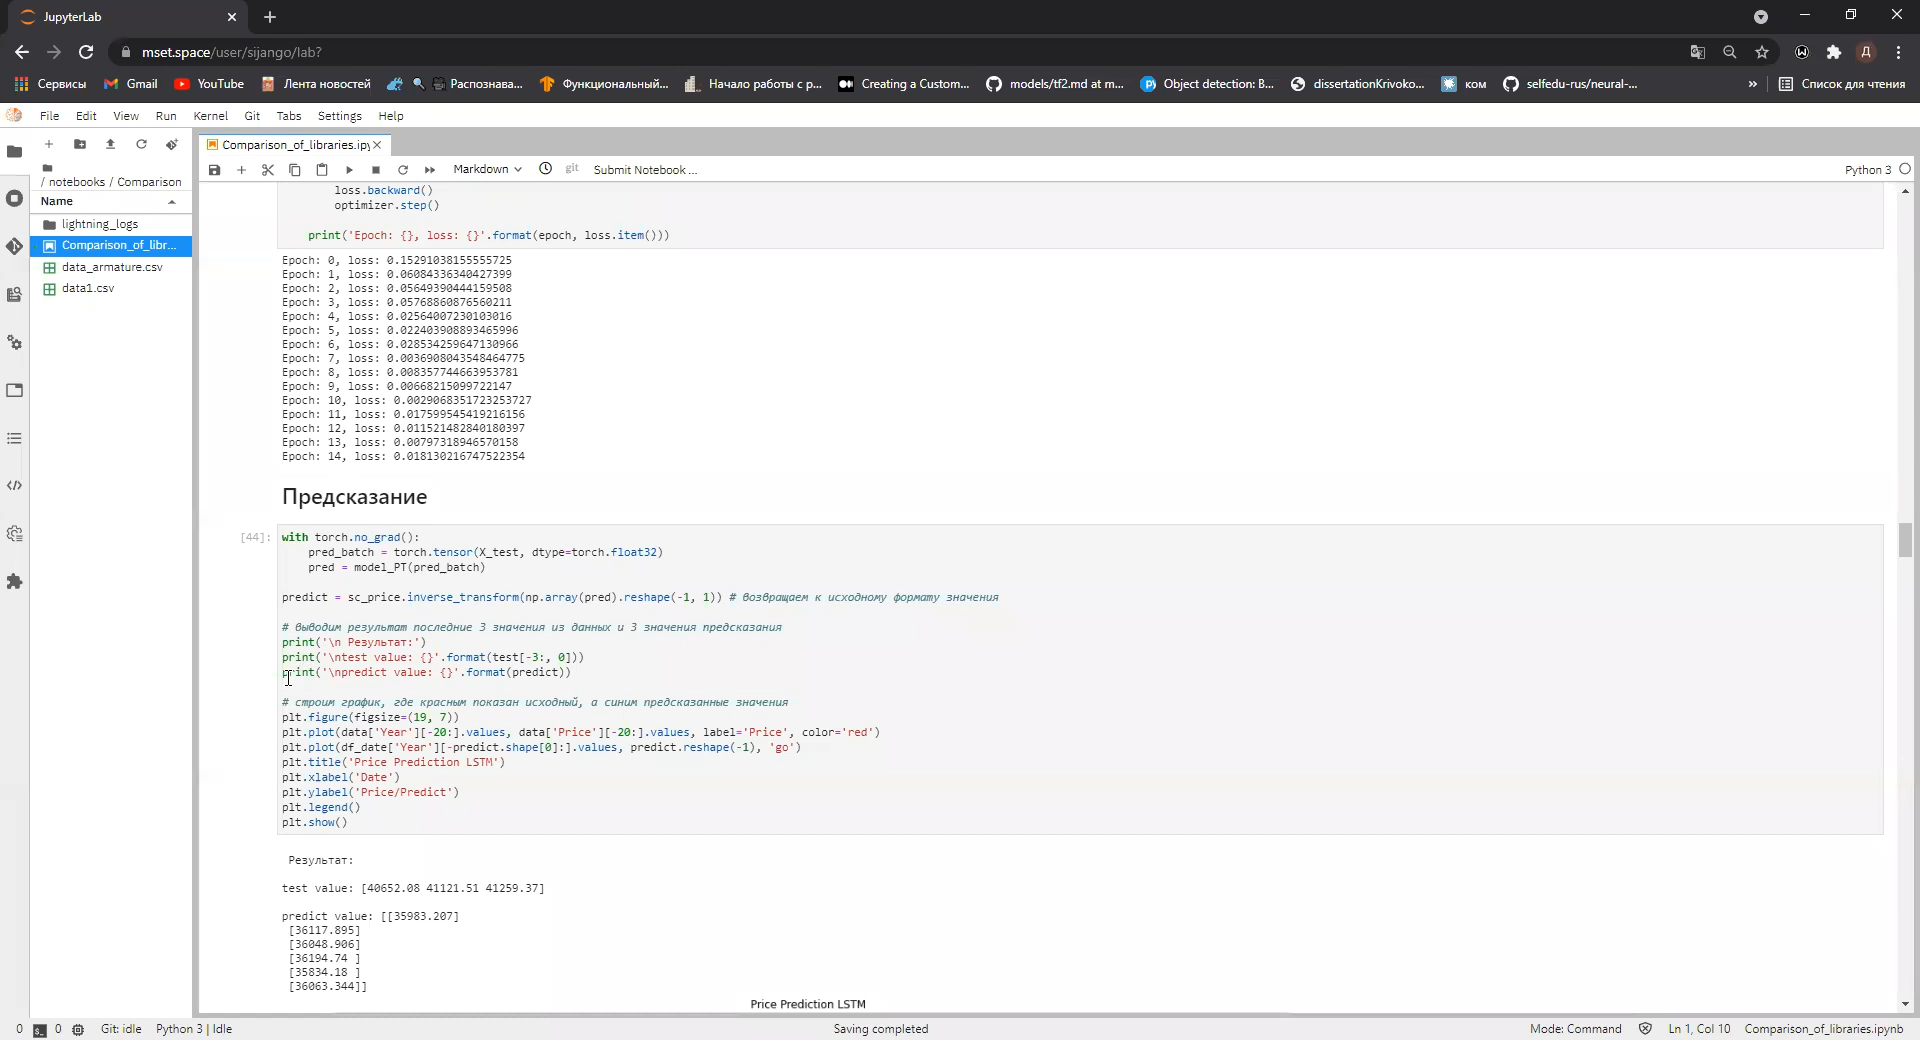 JupyterLab
mset.space/user/sijango/lab?
Сервисы
Gmail
YouTube
Лента новостей
Распознава...
Функциональный...
Начало работы с р...
Creating a Custom...
models/tf2.md at m...
Object detection: B...
dissertationKrivoko...
ком
selfedu-rus/neural-...
»
Список для чтения
File Edit View Run Kernel Git Tabs Settings Help
Comparison_of_libraries.ipy
Markdown
git
Submit Notebook ...
Python 3
/ notebooks / Comparison
Name
lightning_logs
Comparison_of_libr...
data_armature.csv
data1.csv
loss.backward()
optimizer.step()
print('Epoch: {}, loss: {}'.format(epoch, loss.item()))
Epoch: 0, loss: 0.15291038155555725
Epoch: 1, loss: 0.06084336340427399
Epoch: 2, loss: 0.05649390444159508
Epoch: 3, loss: 0.05768860876560211
Epoch: 4, loss: 0.02564007230103016
Epoch: 5, loss: 0.022403908893465996
Epoch: 6, loss: 0.028534259647130966
Epoch: 7, loss: 0.0036908043548464775
Epoch: 8, loss: 0.008357744663953781
Epoch: 9, loss: 0.00668215099722147
Epoch: 10, loss: 0.0029068351723253727
Epoch: 11, loss: 0.017599545419216156
Epoch: 12, loss: 0.011521482840180397
Epoch: 13, loss: 0.00797318946570158
Epoch: 14, loss: 0.018130216747522354
Предсказание
[44]:
with torch.no_grad():
pred_batch = torch.tensor(X_test, dtype=torch.float32)
pred = model_PT(pred_batch)
predict = sc_price.inverse_transform(np.array(pred).reshape(-1, 1)) # возвращаем к исходному формату значения
# выводим результат последние 3 значения из данных и 3 значения предсказания
print('\n Результат:')
print('\ntest value: {}'.format(test[-3:, 0]))
print('\npredict value: {}'.format(predict))
# строим график, где красным показан исходный, а синим предсказанные значения
plt.figure(figsize=(19, 7))
plt.plot(data['Year'][-20:].values, data['Price'][-20:].values, label='Price', color='red')
plt.plot(df_date['Year'][-predict.shape[0]:].values, predict.reshape(-1), 'go')
plt.title('Price Prediction LSTM')
plt.xlabel('Date')
plt.ylabel('Price/Predict')
plt.legend()
plt.show()
Результат:
test value: [40652.08 41121.51 41259.37]
predict value: [[35983.207]
[36117.895]
[36048.906]
[36194.74 ]
[35834.18 ]
[36063.344]]
Price Prediction LSTM
0
0
Git: idle
Python 3 | Idle
Saving completed
Mode: Command
Ln 1, Col 10
Comparison_of_libraries.ipynb